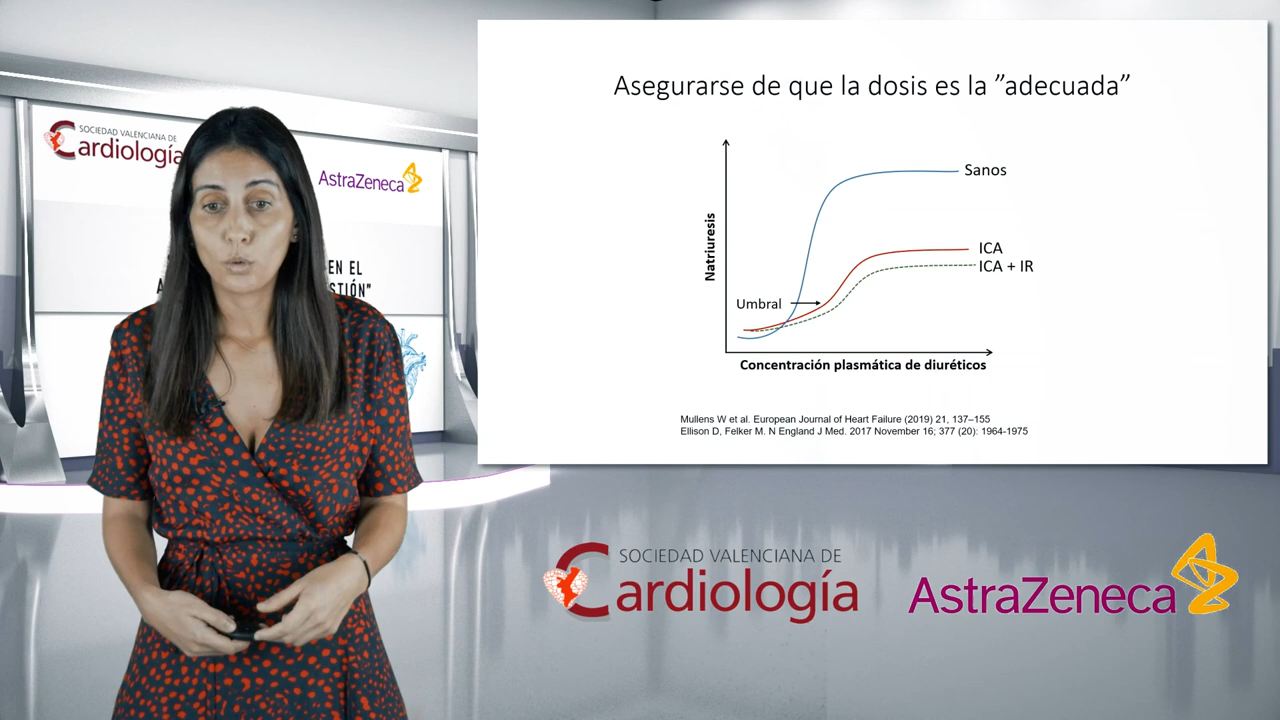 Asegurarse de que la dosis es la ”adecuada”
Natriuresis
Sanos
ICA
ICA + IR
Umbral
Concentración plasmática de diuréticos
Mullens W et al. European Journal of Heart Failure (2019) 21, 137–155
Ellison D, Felker M. N England J Med. 2017 November 16; 377 (20): 1964-1975
SOCIEDAD VALENCIANA DE
Cardiología
AstraZeneca
EN EL
SOCIEDAD VALENCIANA DE
Cardiología
AstraZeneca